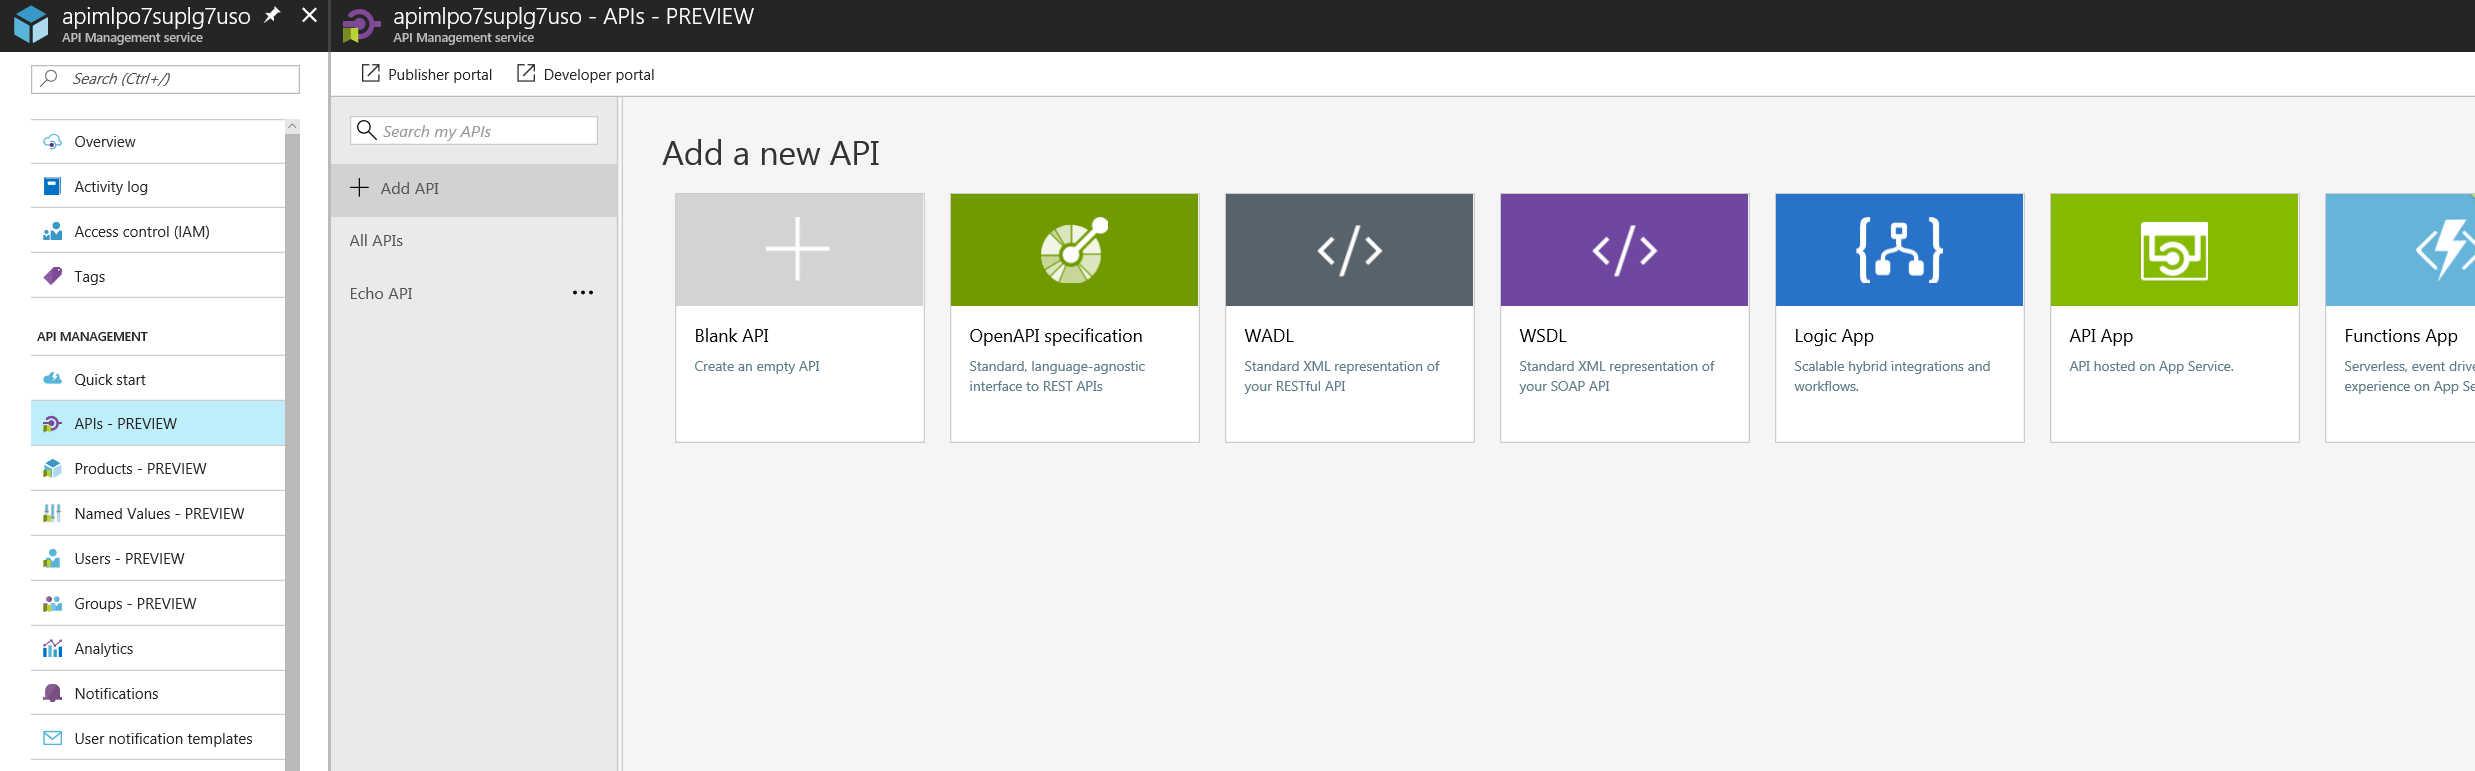 apimlpo7suplg7uso
API Management service
Search (Ctrl+/)
Overview
Activity log
Access control (IAM)
Tags
API MANAGEMENT
Quick start
APIs - PREVIEW
Products - PREVIEW
Named Values - PREVIEW
Users - PREVIEW
Groups - PREVIEW
Analytics
Notifications
User notification templates
apimlpo7suplg7uso - APIs - PREVIEW
API Management service
Publisher portal
Developer portal
Search my APIs
Add API
All APIs
Echo API
Add a new API
Blank API
Create an empty API
OpenAPI specification
Standard, language-agnostic
interface to REST APIs
WADL
Standard XML representation of
your RESTful API
WSDL
Standard XML representation of
your SOAP API
Logic App
Scalable hybrid integrations and
workflows.
API App
API hosted on App Service.
Functions App
Serverless, event drive
experience on App Se